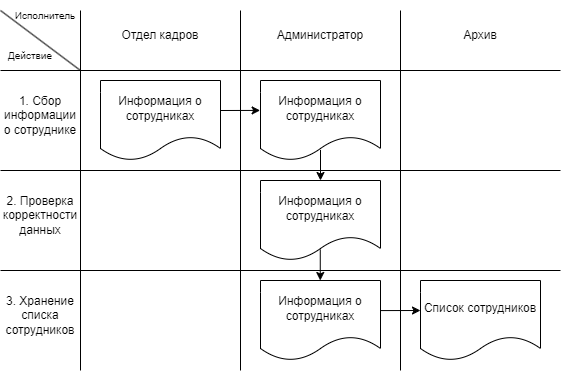 Исполнитель
Действие
Отдел кадров
Администратор
Архив
1. Сбор
информации
о сотруднике
Информация о
сотрудниках
Информация о
сотрудниках
2. Проверка
корректности
данных
Информация о
сотрудниках
3. Хранение
списка
сотрудников
Информация о
сотрудниках
Список сотрудников